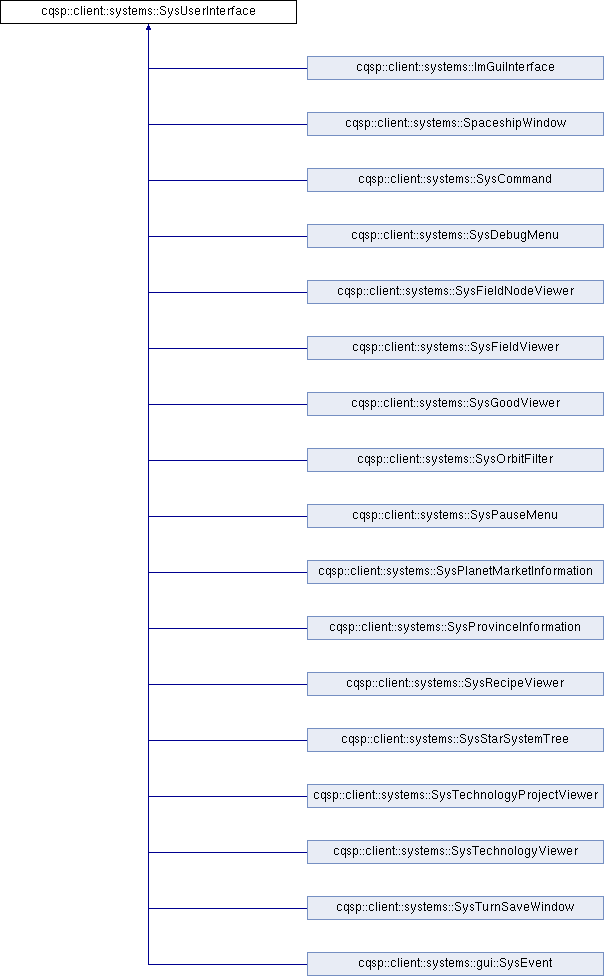 cqsp::client::systems::SysUserInterface
cqsp::client::systems::ImGuiInterface
cqsp::client::systems::SpaceshipWindow
cqsp::client::systems::SysCommand
cqsp::client::systems::SysDebugMenu
cqsp::client::systems::SysFieldNodeViewer
cqsp::client::systems::SysFieldViewer
cqsp::client::systems::SysGoodViewer
cqsp::client::systems::SysOrbitFilter
cqsp::client::systems::SysPauseMenu
cqsp::client::systems::SysPlanetMarketInformation
cqsp::client::systems::SysProvinceInformation
cqsp::client::systems::SysRecipeViewer
cqsp::client::systems::SysStarSystemTree
cqsp::client::systems::SysTechnologyProjectViewer
cqsp::client::systems::SysTechnologyViewer
cqsp::client::systems::SysTurnSaveWindow
cqsp::client::systems::gui::SysEvent